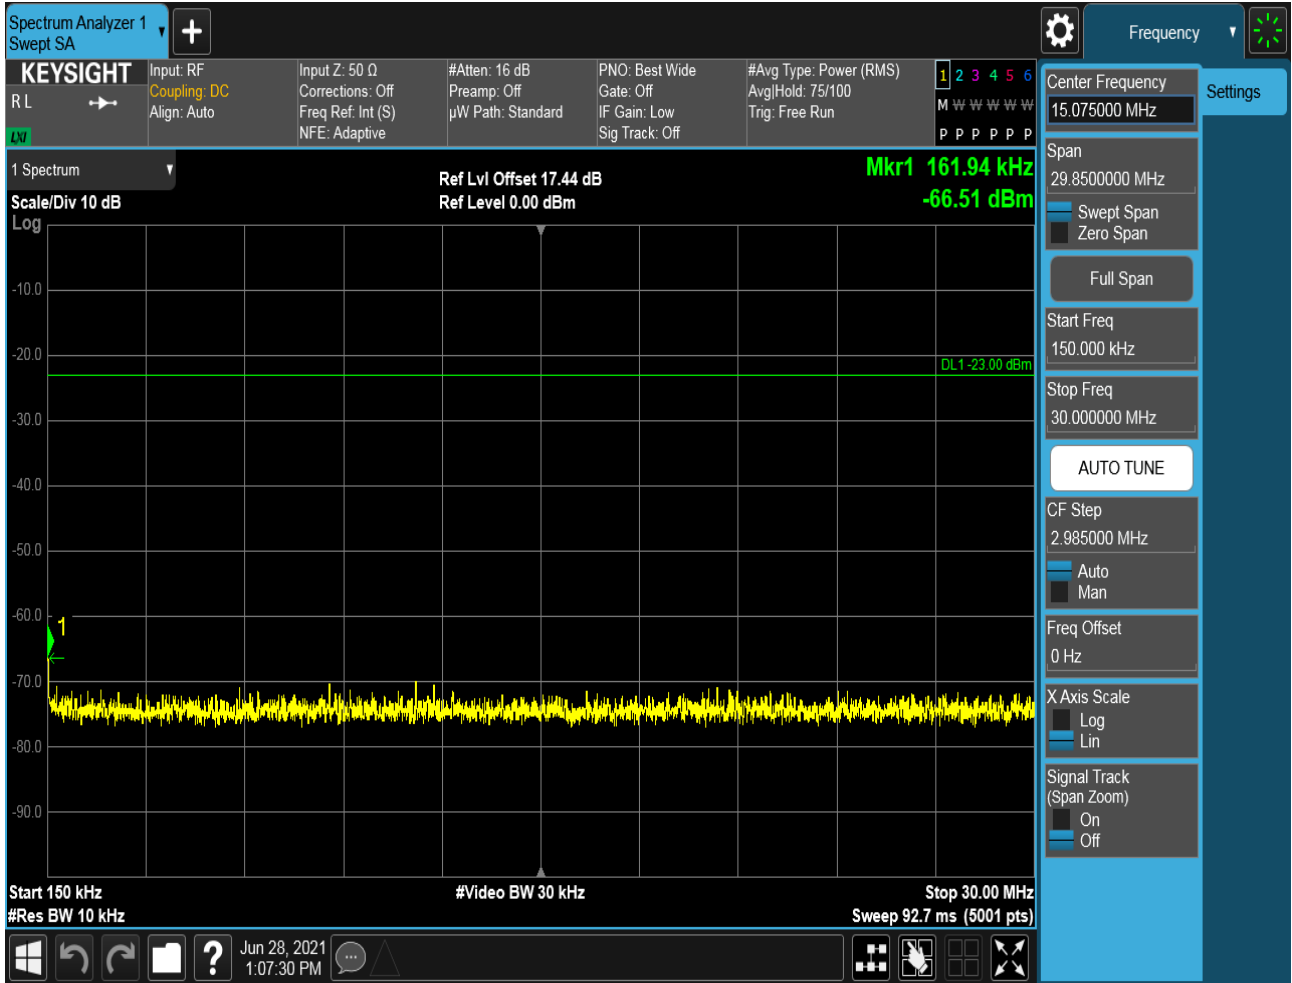 Spectrum Analyzer 1
Swept SA
Frequency
KEYSIGHT
R L
LXI
Input: RF
Coupling: DC
Align: Auto
Input Z: 50 Ω
Corrections: Off
Freq Ref: Int (S)
NFE: Adaptive
#Atten: 16 dB
Preamp: Off
µW Path: Standard
PNO: Best Wide
Gate: Off
IF Gain: Low
Sig Track: Off
#Avg Type: Power (RMS)
Avg|Hold: 75/100
Trig: Free Run
1 2 3 4 5 6
M W W W W W
P P P P P P
1 Spectrum
Scale/Div 10 dB
Log
Ref Lvl Offset 17.44 dB
Ref Level 0.00 dBm
Mkr1 161.94 kHz
-66.51 dBm
-10.0
-20.0
DL1 -23.00 dBm
-30.0
-40.0
-50.0
-60.0
1
-70.0
-80.0
-90.0
Start 150 kHz
#Video BW 30 kHz
Stop 30.00 MHz
#Res BW 10 kHz
Sweep 92.7 ms (5001 pts)
?
Jun 28, 2021
1:07:30 PM
Center Frequency
15.075000 MHz
Settings
Span
29.8500000 MHz
Swept Span
Zero Span
Full Span
Start Freq
150.000 kHz
Stop Freq
30.000000 MHz
AUTO TUNE
CF Step
2.985000 MHz
Auto
Man
Freq Offset
0 Hz
X Axis Scale
Log
Lin
Signal Track
(Span Zoom)
On
Off